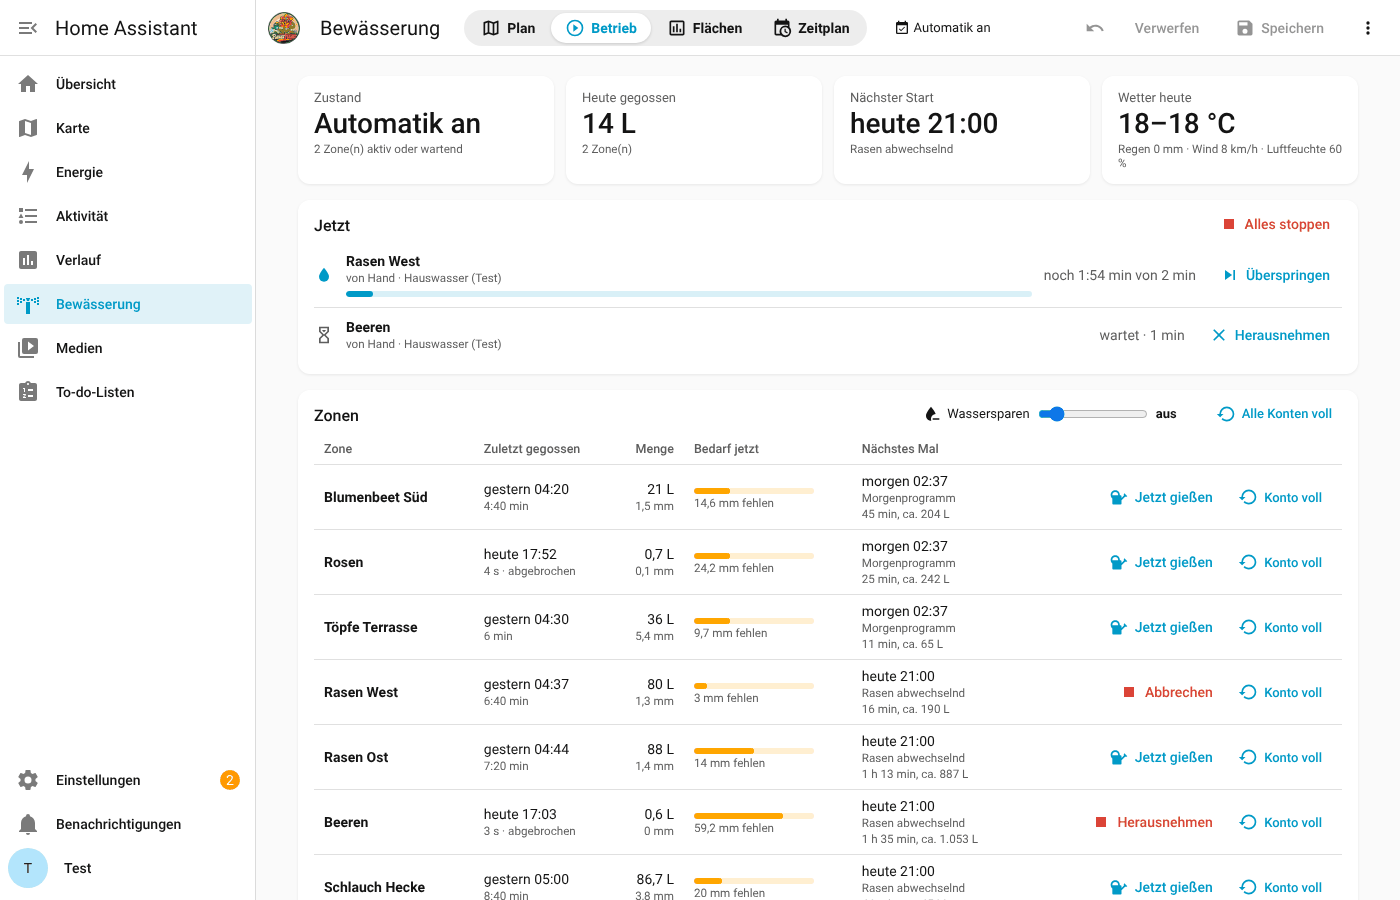 Home Assistant
Übersicht
Karte
Energie
Aktivität
Verlauf
Bewässerung
Medien
To-do-Listen
Einstellungen 2
Benachrichtigungen
T Test
Bewässerung
Plan Betrieb Flächen Zeitplan
Automatik an
Verwerfen Speichern
Zustand
Automatik an
2 Zone(n) aktiv oder wartend
Heute gegossen
14 L
2 Zone(n)
Nächster Start
heute 21:00
Rasen abwechselnd
Wetter heute
18–18 °C
Regen 0 mm · Wind 8 km/h · Luftfeuchte 60
%
Jetzt Alles stoppen
Rasen West
von Hand · Hauswasser (Test)
noch 1:54 min von 2 min Überspringen
Beeren
von Hand · Hauswasser (Test)
wartet · 1 min Herausnehmen
Zonen Wassersparen aus Alle Konten voll
Zone Zuletzt gegossen Menge Bedarf jetzt Nächstes Mal
Blumenbeet Süd
gestern 04:20
4:40 min
21 L
1,5 mm
14,6 mm fehlen
morgen 02:37
Morgenprogramm
45 min, ca. 204 L
Jetzt gießen Konto voll
Rosen
heute 17:52
4 s · abgebrochen
0,7 L
0,1 mm
24,2 mm fehlen
morgen 02:37
Morgenprogramm
25 min, ca. 242 L
Jetzt gießen Konto voll
Töpfe Terrasse
gestern 04:30
6 min
36 L
5,4 mm
9,7 mm fehlen
morgen 02:37
Morgenprogramm
11 min, ca. 65 L
Jetzt gießen Konto voll
Rasen West
gestern 04:37
6:40 min
80 L
1,3 mm
3 mm fehlen
heute 21:00
Rasen abwechselnd
16 min, ca. 190 L
Abbrechen Konto voll
Rasen Ost
gestern 04:44
7:20 min
88 L
1,4 mm
14 mm fehlen
heute 21:00
Rasen abwechselnd
1 h 13 min, ca. 887 L
Jetzt gießen Konto voll
Beeren
heute 17:03
3 s · abgebrochen
0,6 L
0 mm
59,2 mm fehlen
heute 21:00
Rasen abwechselnd
1 h 35 min, ca. 1.053 L
Herausnehmen Konto voll
Schlauch Hecke
gestern 05:00
8:40 min
86,7 L
3,8 mm
20 mm fehlen
heute 21:00
Rasen abwechselnd
Jetzt gießen Konto voll